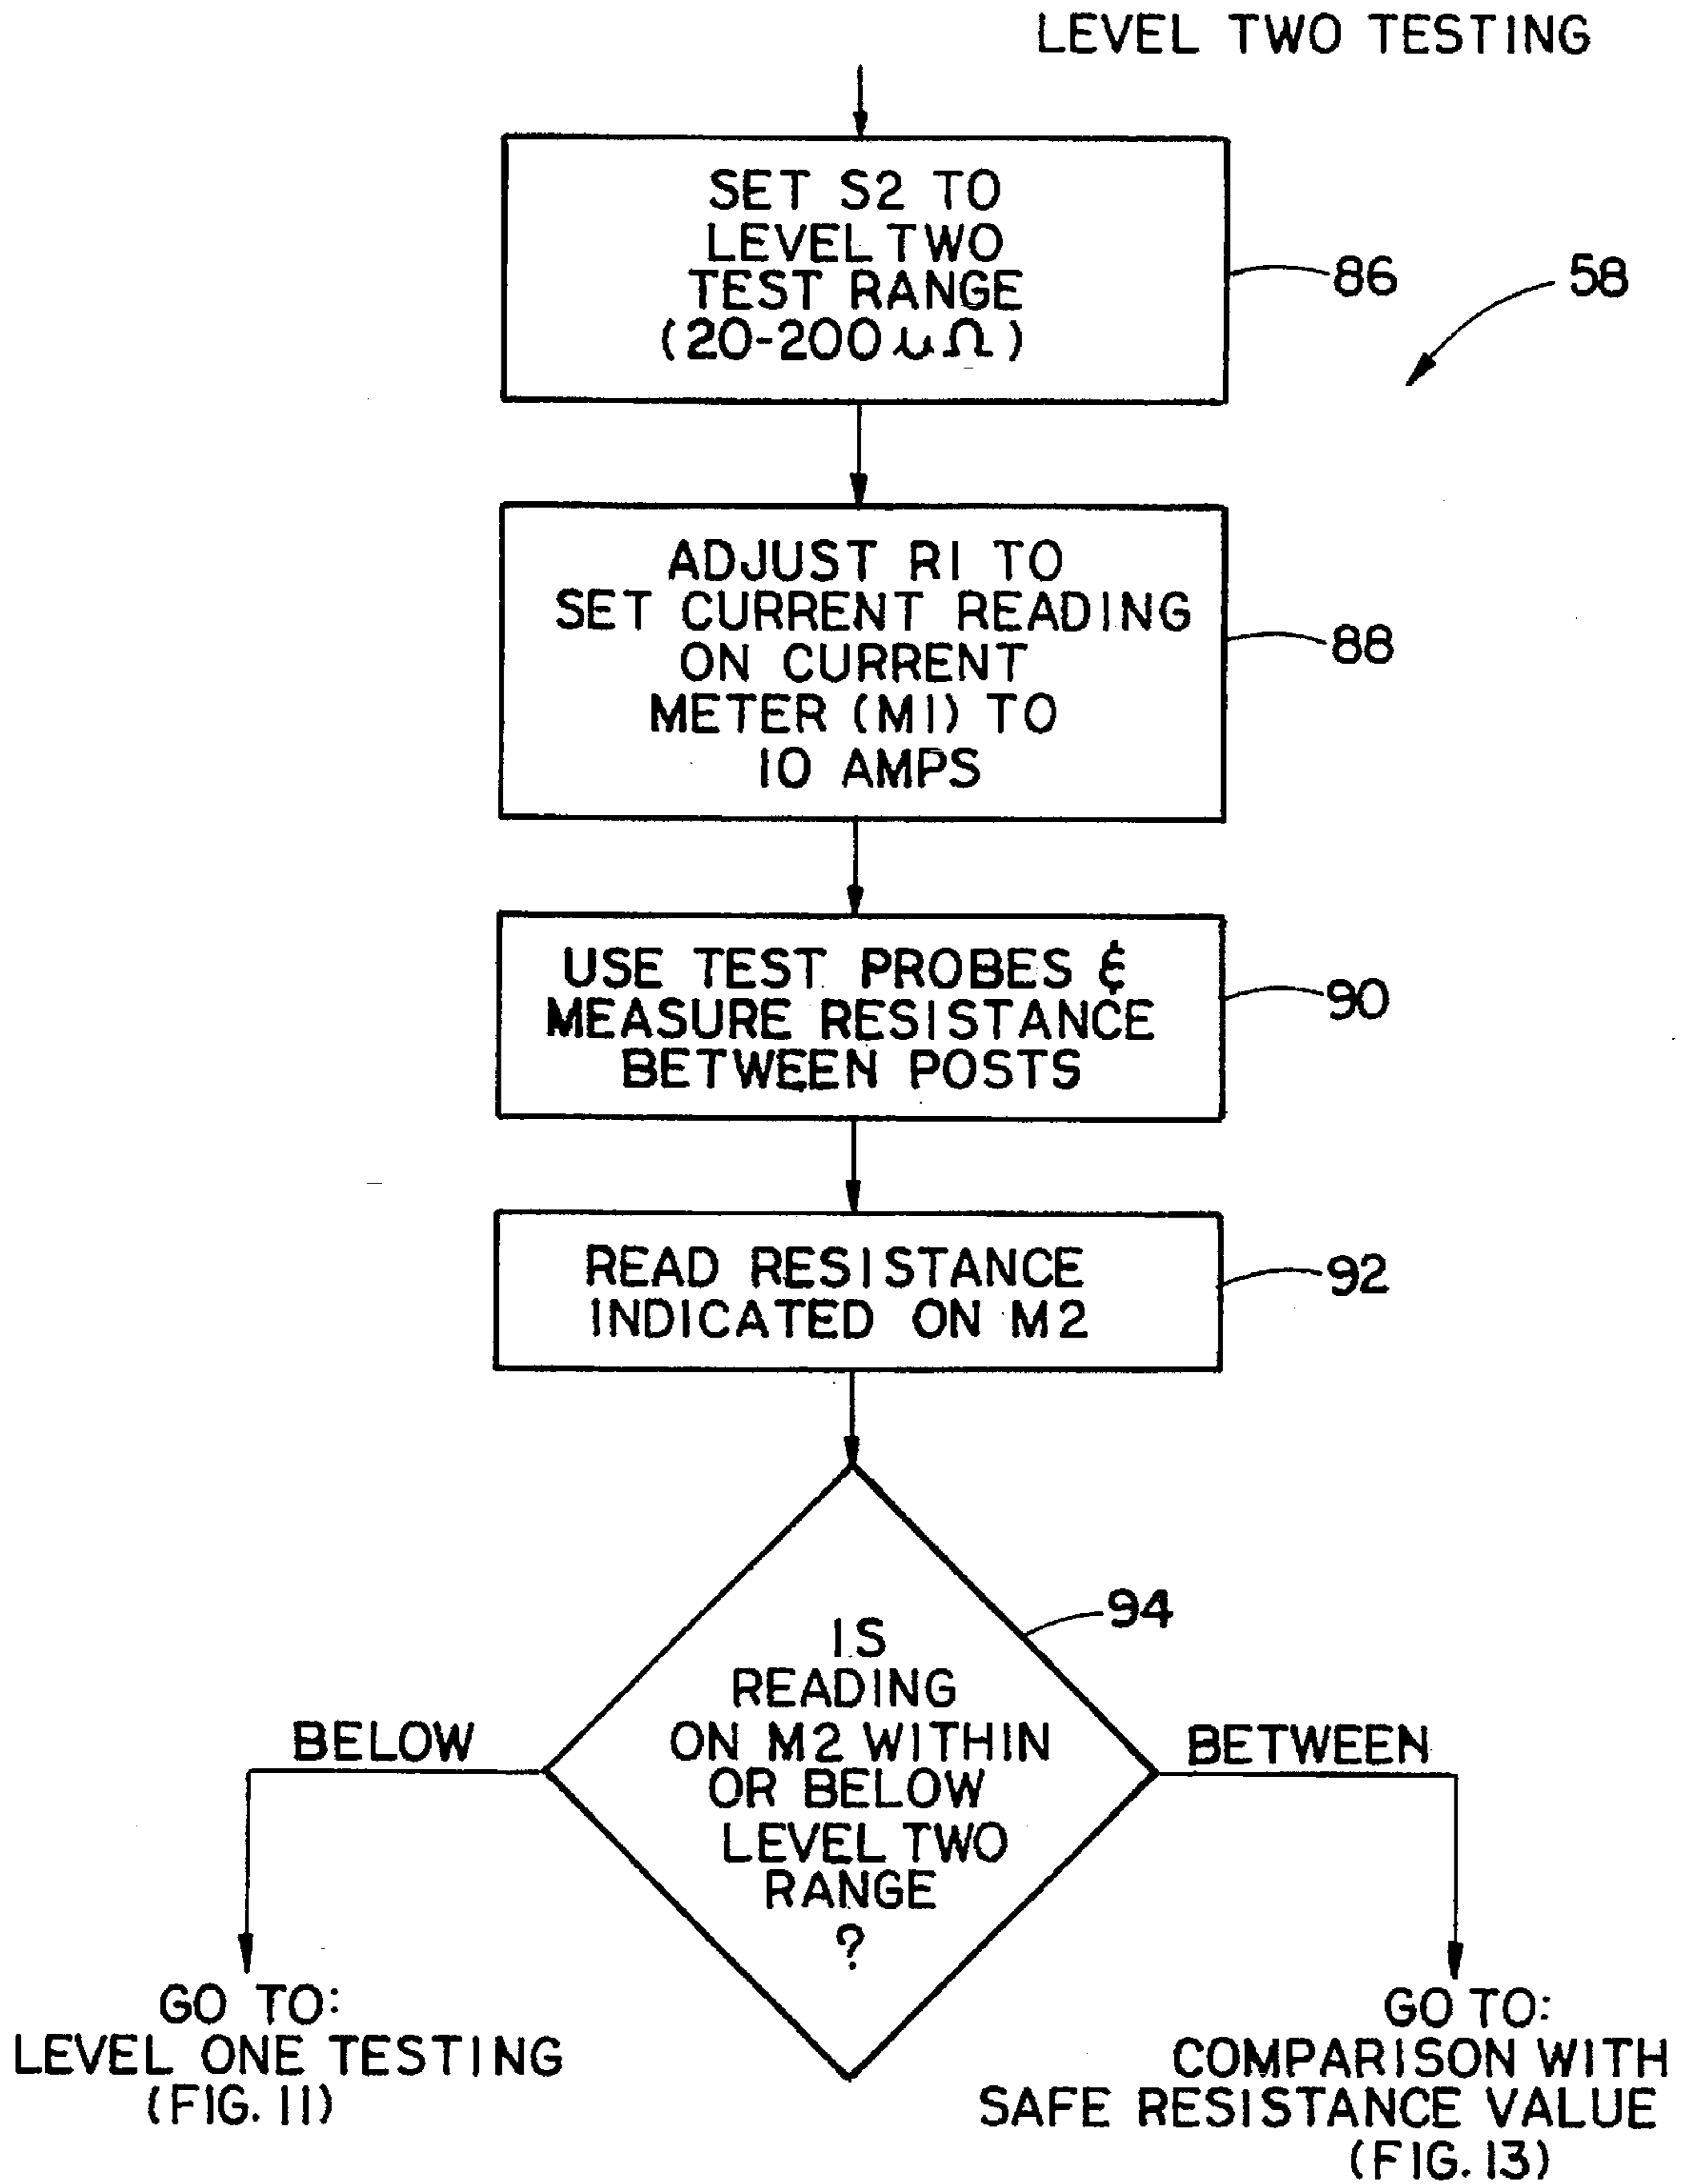 LEVEL TWO TESTING
SET S2 TO
LEVEL TWO
TEST RANGE
(20-200 µΩ)
86
58
ADJUST R1 TO
SET CURRENT READING
ON CURRENT
METER (M1) TO
10 AMPS
88
USE TEST PROBES &
MEASURE RESISTANCE
BETWEEN POSTS
90
READ RESISTANCE
INDICATED ON M2
92
94
IS
READING
ON M2 WITHIN
OR BELOW
LEVEL TWO
RANGE
?
BELOW
BETWEEN
GO TO:
LEVEL ONE TESTING
(FIG. 11)
GO TO:
COMPARISON WITH
SAFE RESISTANCE VALUE
(FIG. 13)